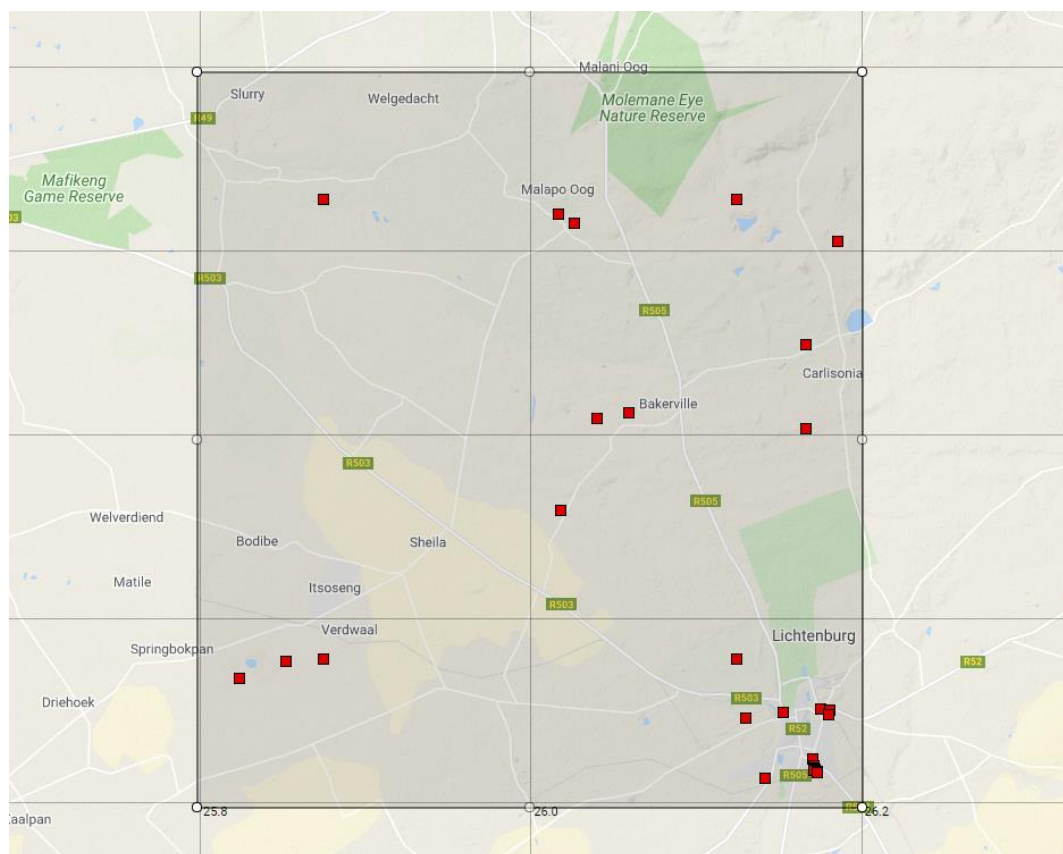 Malani Oog
Slurry
Welgedacht
Molemane Eye
Nature Reserve
R49
Mafikeng
Game Reserve
Malapo Oog
03
R503
R505
Carlisonia
Bakerville
R503
R505
Welverdiend
Bodibe
Sheila
Matile
Itsoseng
R503
Verdwaal
Lichtenburg
Springbokpan
R52
Driehoek
R503
R52
R505
25.8
26.0
26.2